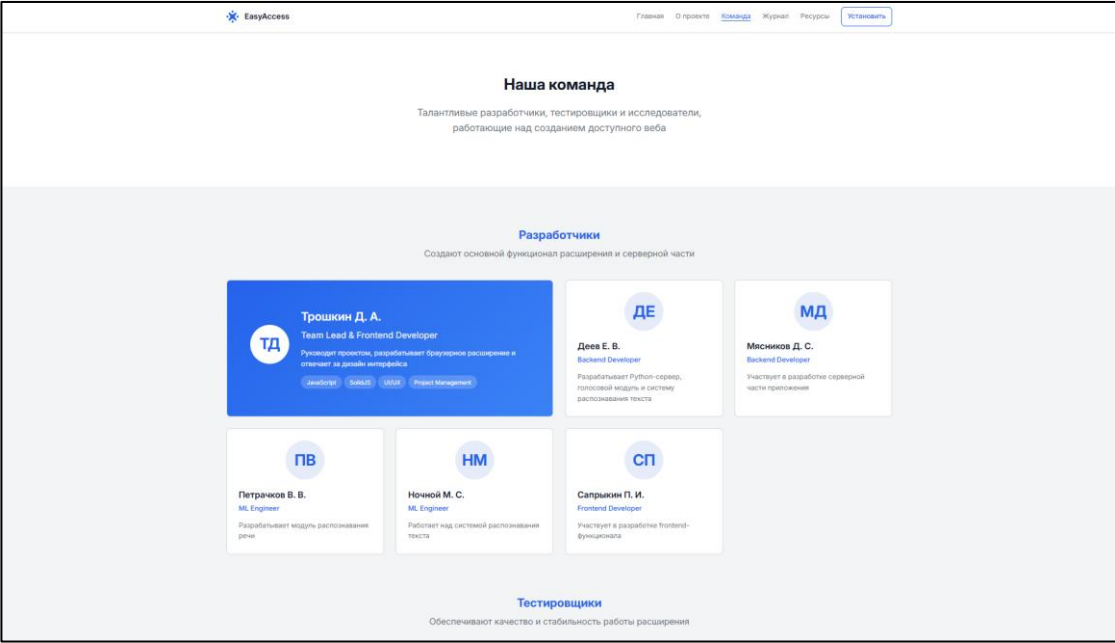 EasyAccess
Главная О проекте Команда Журнал Ресурсы Установить
Наша команда
Талантливые разработчики, тестировщики и исследователи,
работающие над созданием доступного веба
Разработчики
Создают основной функционал расширения и серверной части
ТД
Трошкин Д. А.
Team Lead & Frontend Developer
Руководит проектом, разрабатывает браузерное расширение и
отвечает за дизайн интерфейса
JavaScript SolidJS UI/UX Project Management
ДЕ
Деев Е. В.
Backend Developer
Разрабатывает Python-сервер,
голосовой модуль и систему
распознавания текста
МД
Мясников Д. С.
Backend Developer
Участвует в разработке серверной
части приложения
ПВ
Петрачков В. В.
ML Engineer
Разрабатывает модуль распознавания
речи
НМ
Ночной М. С.
ML Engineer
Работает над системой распознавания
текста
СП
Сапрыкин П. И.
Frontend Developer
Участвует в разработке frontend-
функционала
Тестировщики
Обеспечивают качество и стабильность работы расширения